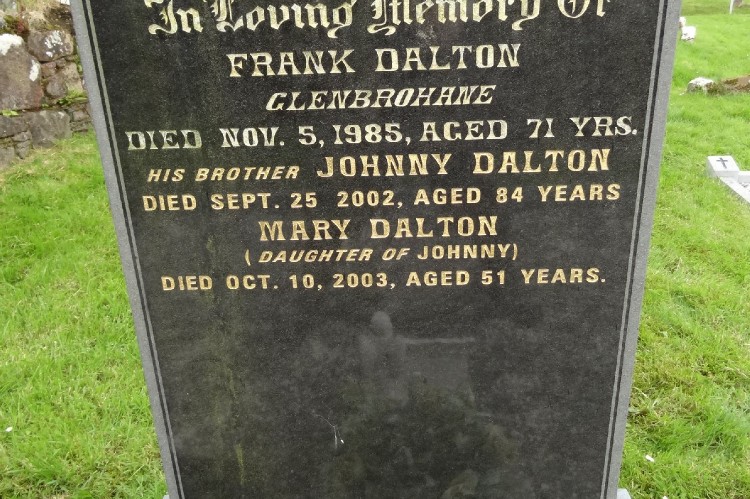 In Loving Memory Of
FRANK DALTON
GLENBROHANE
DIED NOV. 5, 1985, AGED 71 YRS.
HIS BROTHER JOHNNY DALTON
DIED SEPT. 25 2002, AGED 84 YEARS
MARY DALTON
(DAUGHTER OF JOHNNY)
DIED OCT. 10, 2003, AGED 51 YEARS.